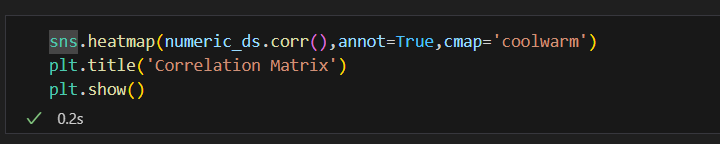 sns.heatmap(numeric_ds.corr(),annot=True,cmap='coolwarm')
plt.title('Correlation Matrix')
plt.show()
0.2s